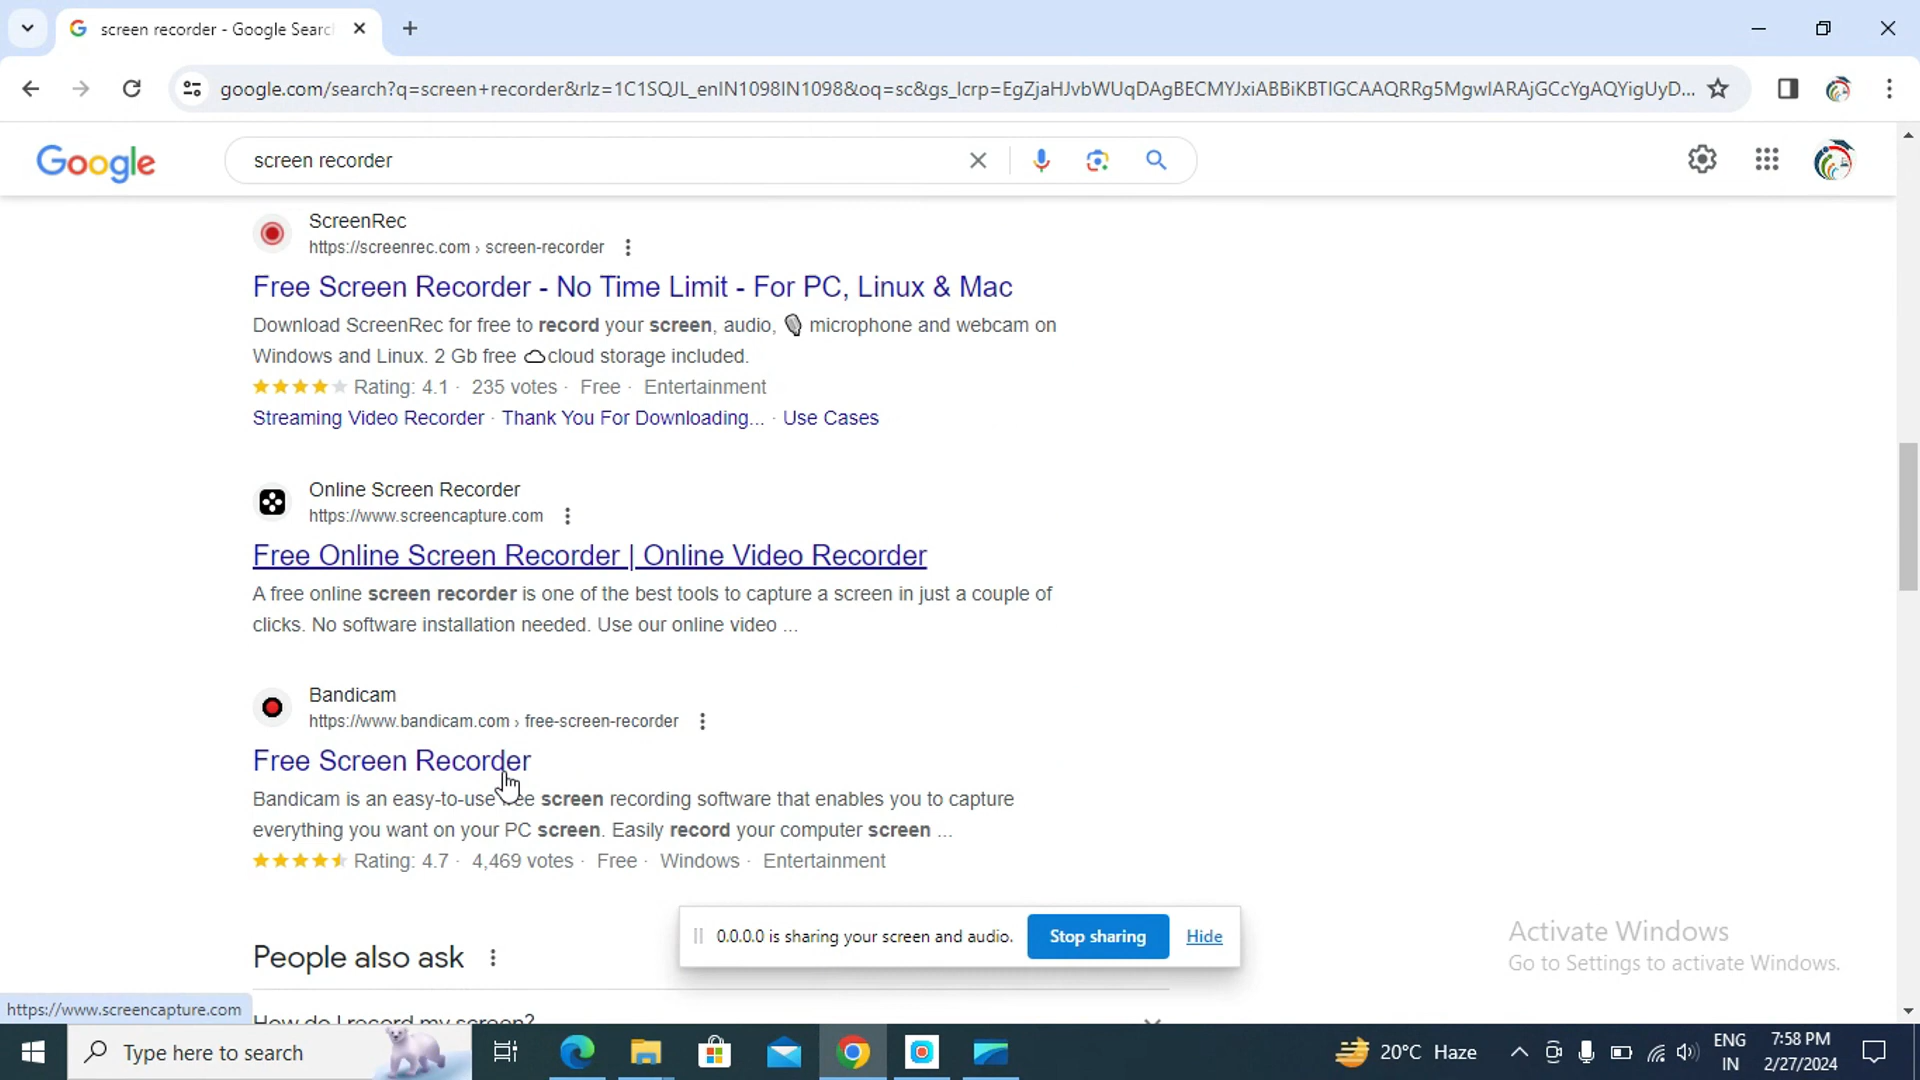 screen recorder - Google Searc
google.com/search?q=screen+recorder&rlz=1C1SQJL_enIN1098IN1098&oq=sc&gs_lcrp=EgZjaHJvbWUqDAgBECMYJxiABBiKBTIGCAAQRRg5MgwIARAjGCcYgAQYigUyD...
Google
screen recorder
ScreenRec
https://screenrec.com › screen-recorder
Free Screen Recorder - No Time Limit - For PC, Linux & Mac
Download ScreenRec for free to record your screen, audio, microphone and webcam on
Windows and Linux. 2 Gb free cloud storage included.
Rating: 4.1 · 235 votes · Free · Entertainment
Streaming Video Recorder · Thank You For Downloading... · Use Cases
Online Screen Recorder
https://www.screencapture.com
Free Online Screen Recorder | Online Video Recorder
A free online screen recorder is one of the best tools to capture a screen in just a couple of
clicks. No software installation needed. Use our online video ...
Bandicam
https://www.bandicam.com › free-screen-recorder
Free Screen Recorder
Bandicam is an easy-to-use free screen recording software that enables you to capture
everything you want on your PC screen. Easily record your computer screen ...
Rating: 4.7 · 4,469 votes · Free · Windows · Entertainment
0.0.0.0 is sharing your screen and audio. Stop sharing Hide
People also ask
Activate Windows
Go to Settings to activate Windows.
https://www.screencapture.com
How do I record my screen?
Type here to search
20°C Haze
ENG
IN
7:58 PM
2/27/2024